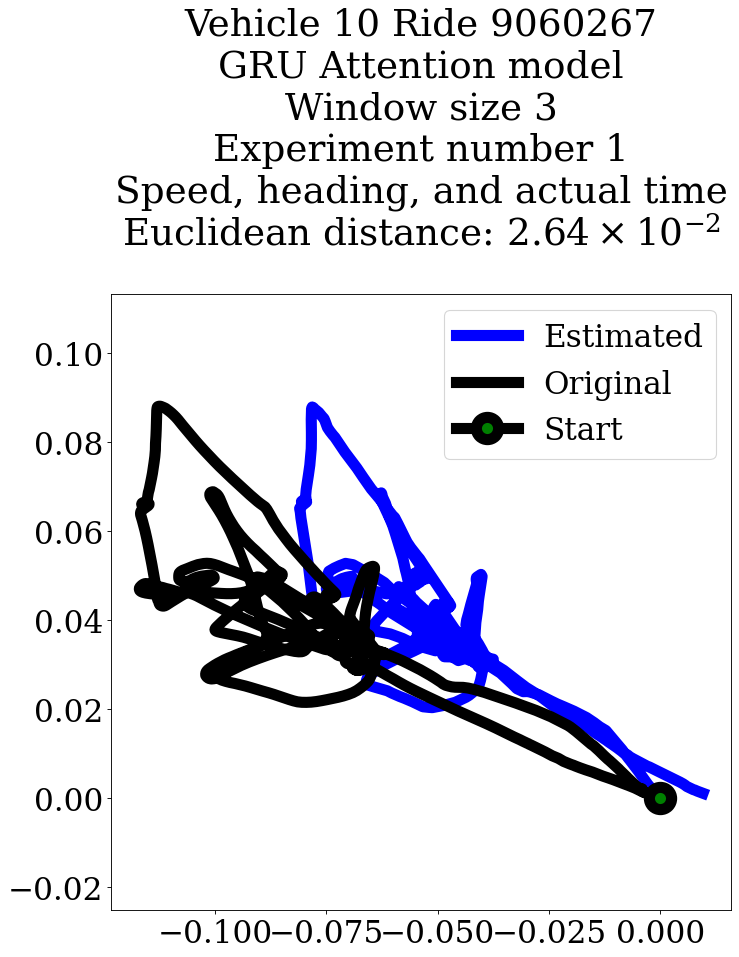 Vehicle 10 Ride 9060267
GRU Attention model
Window size 3
Experiment number 1
Speed, heading, and actual time
Euclidean distance: 2.64 × 10⁻²
Estimated
Original
Start
0.10
0.08
0.06
0.04
0.02
0.00
−0.02
−0.100 −0.075 −0.050 −0.025 0.000